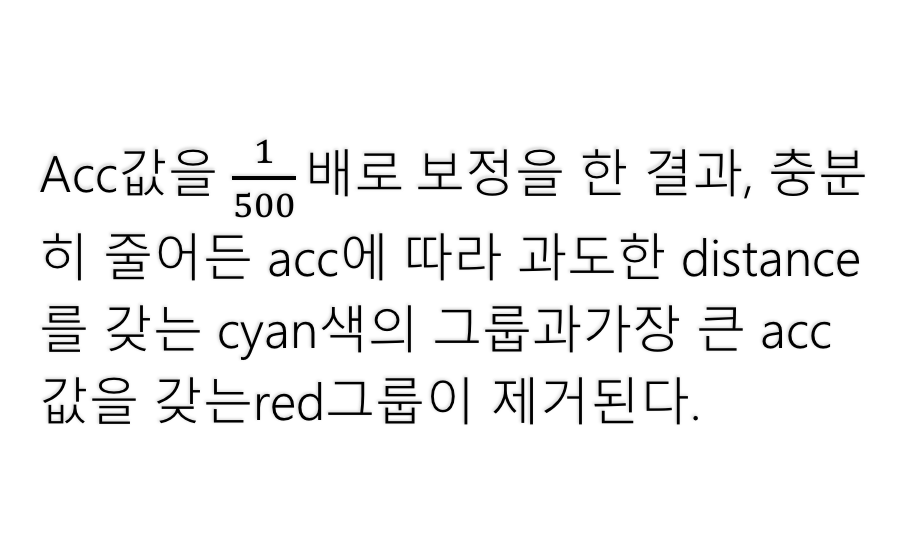 Acc값을 1/500 배로 보정을 한 결과, 충분
히 줄어든 acc에 따라 과도한 distance
를 갖는 cyan색의 그룹과가장 큰 acc
값을 갖는red그룹이 제거된다.